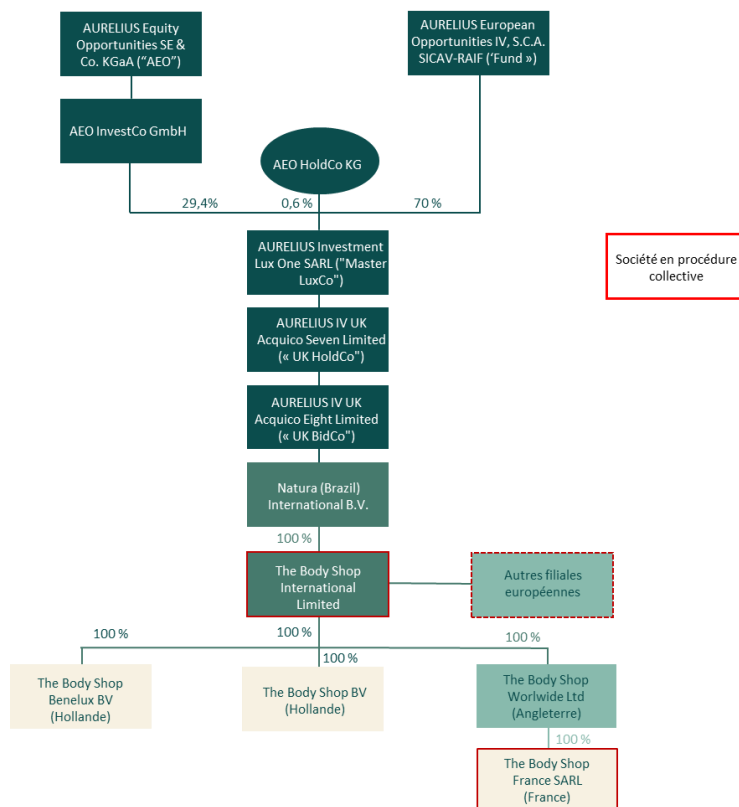 AURELIUS Equity
Opportunities SE &
Co. KGaA (“AEO”)
AURELIUS European
Opportunities IV, S.C.A.
SICAV-RAIF (‘Fund »)
AEO InvestCo GmbH
AEO HoldCo KG
29,4%
0,6 %
70 %
AURELIUS Investment
Lux One SARL ("Master
LuxCo")
Société en procédure
collective
AURELIUS IV UK
Acquico Seven Limited
(« UK HoldCo")
AURELIUS IV UK
Acquico Eight Limited
(« UK BidCo")
Natura (Brazil)
International B.V.
100 %
The Body Shop
International
Limited
Autres filiales
européennes
100 %
100 %
100 %
100 %
The Body Shop
Benelux BV
(Hollande)
The Body Shop BV
(Hollande)
The Body Shop
Worlwide Ltd
(Angleterre)
100 %
The Body Shop
France SARL
(France)